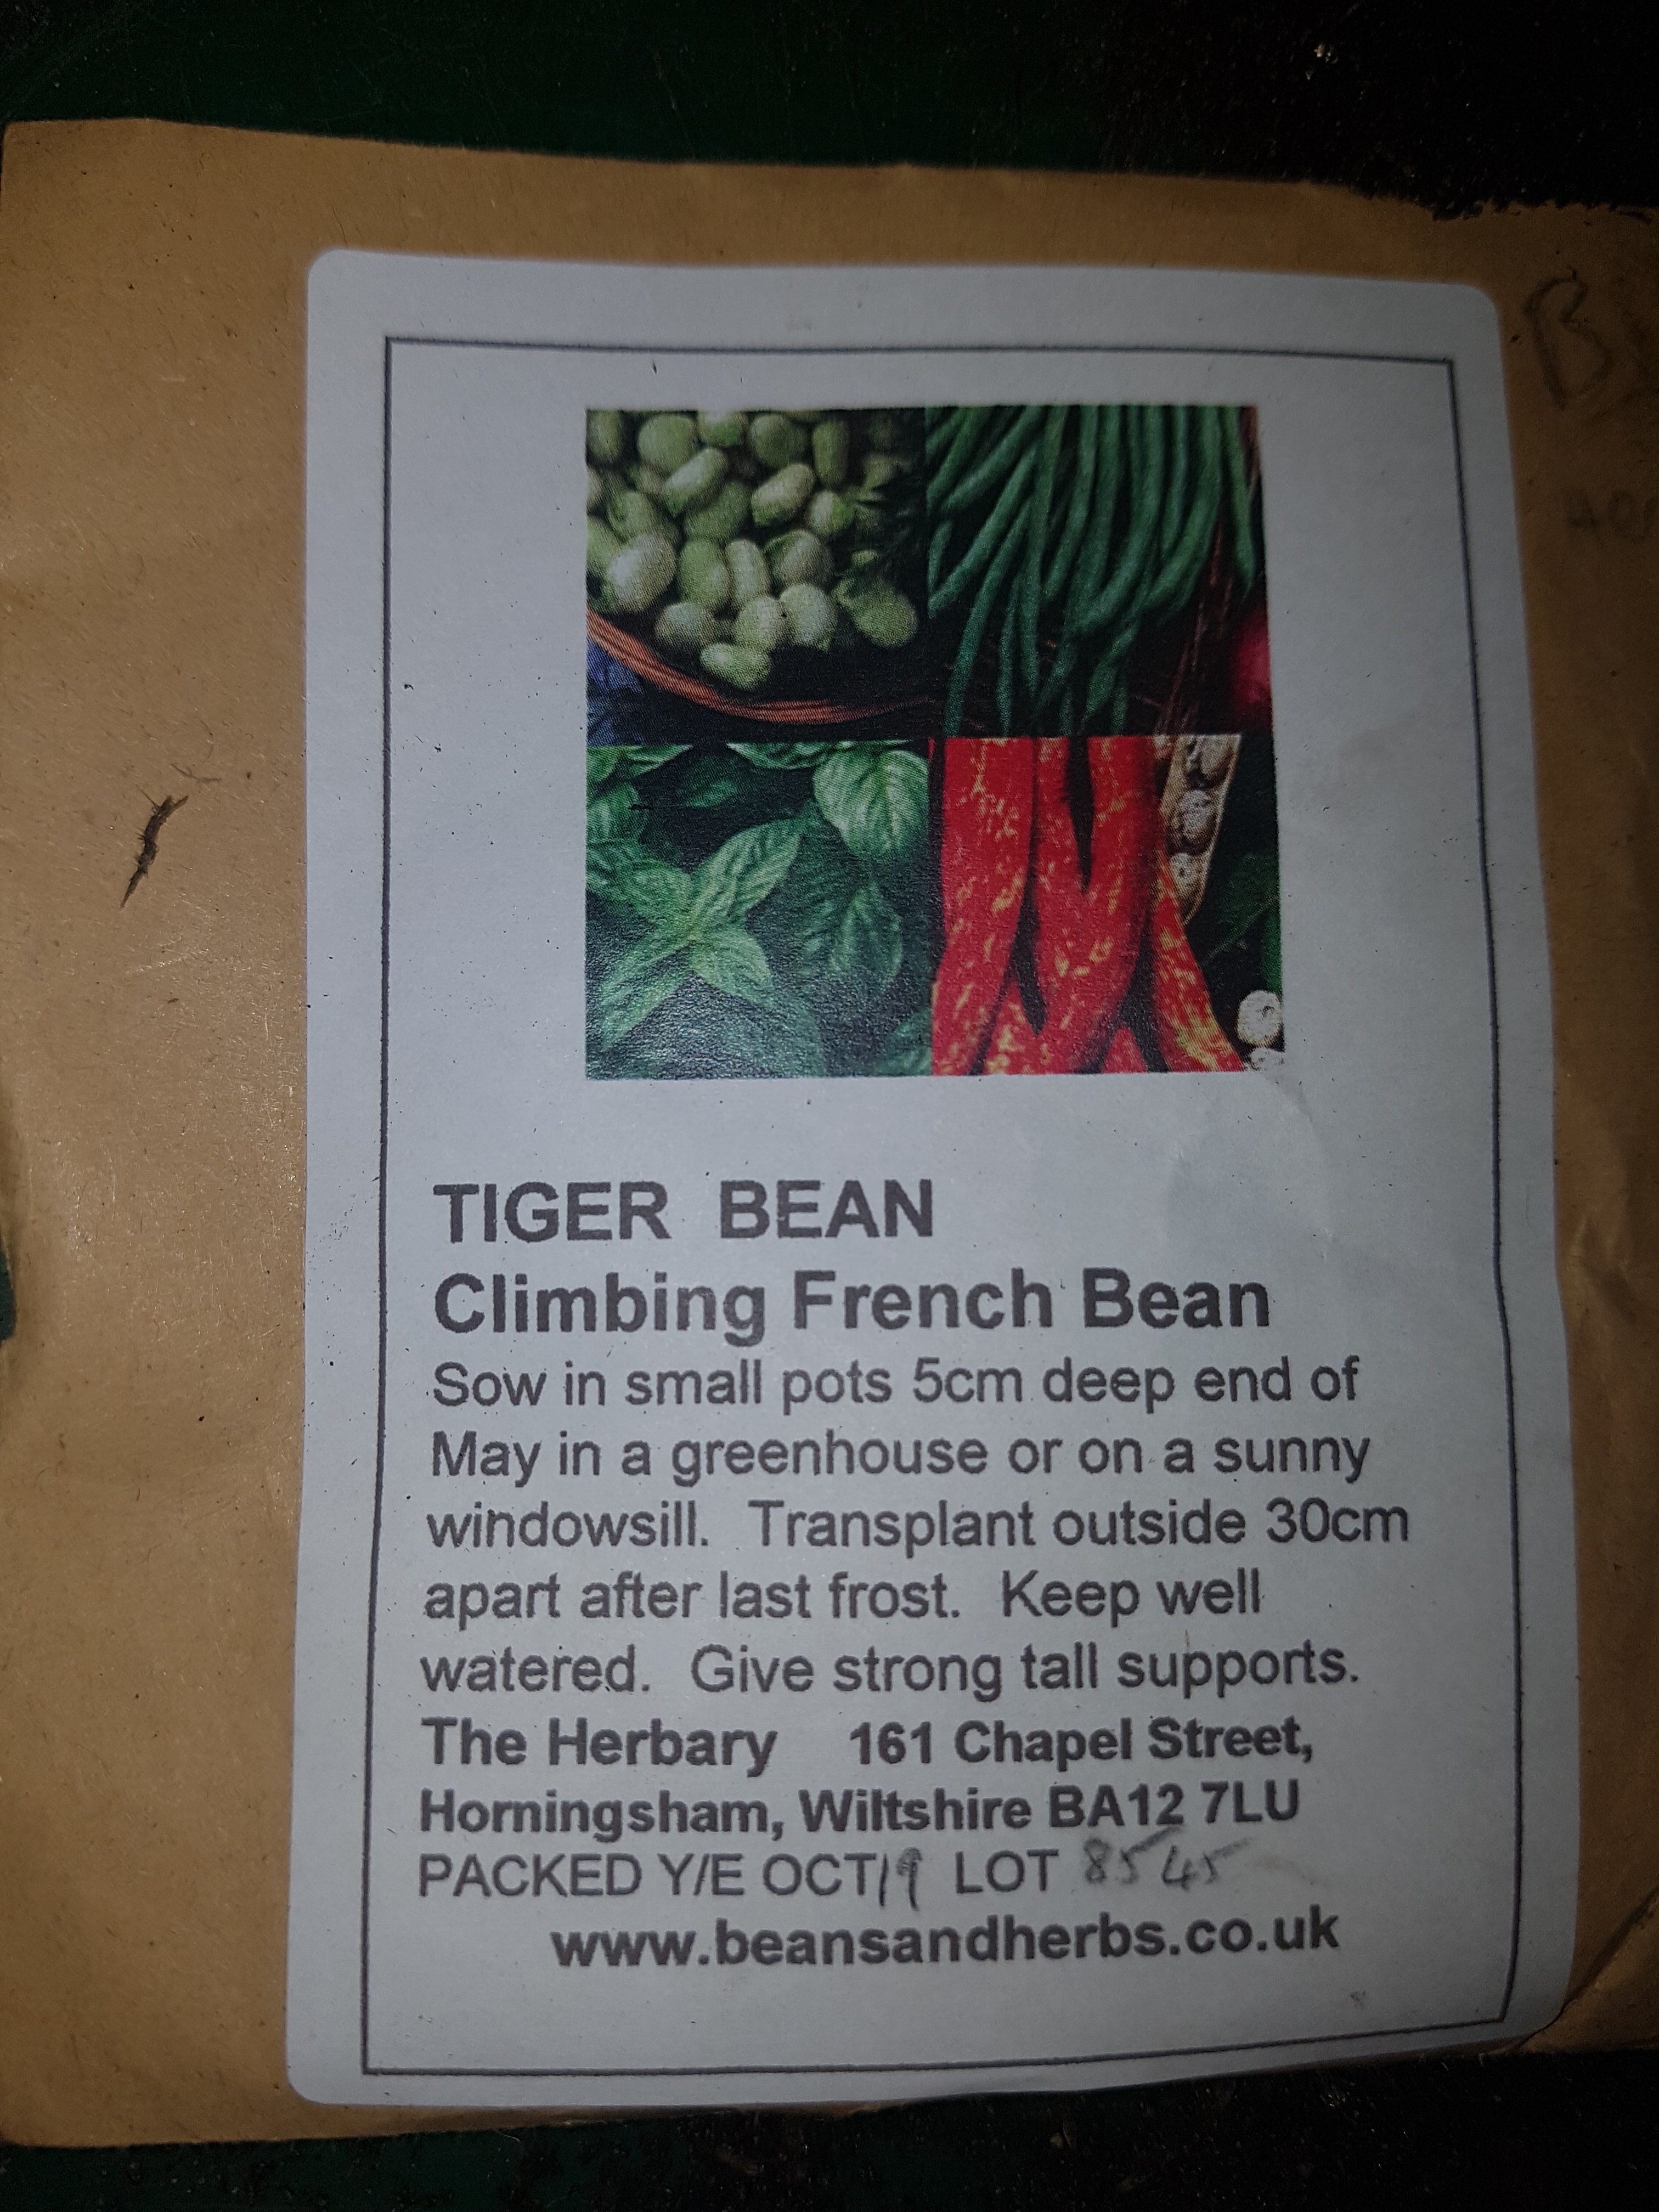 TIGER BEAN
Climbing French Bean
Sow in small pots 5cm deep end of
May in a greenhouse or on a sunny
windowsill. Transplant outside 30cm
apart after last frost. Keep well
watered. Give strong tall supports.
The Herbary 161 Chapel Street,
Horningsham, Wiltshire BA12 7LU
PACKED Y/E OCT/19 LOT 8545
www.beansandherbs.co.uk